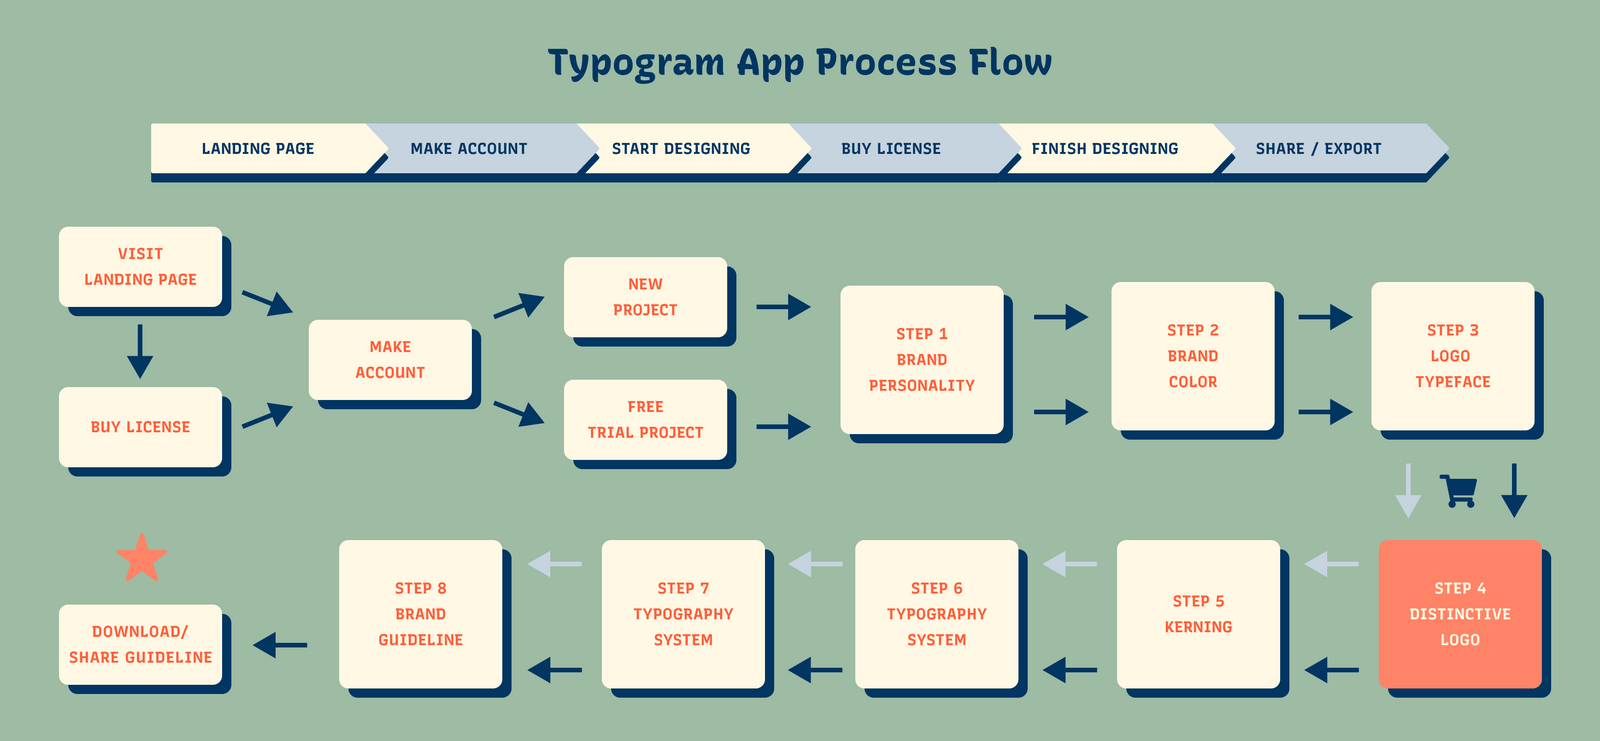 Typogram App Process Flow
LANDING PAGE
MAKE ACCOUNT
START DESIGNING
BUY LICENSE
FINISH DESIGNING
SHARE / EXPORT
VISIT
LANDING PAGE
BUY LICENSE
MAKE
ACCOUNT
NEW
PROJECT
FREE
TRIAL PROJECT
STEP 1
BRAND
PERSONALITY
STEP 2
BRAND
COLOR
STEP 3
LOGO
TYPEFACE
STEP 4
DISTINCTIVE
LOGO
STEP 5
KERNING
STEP 6
TYPOGRAPHY
SYSTEM
STEP 7
TYPOGRAPHY
SYSTEM
STEP 8
BRAND
GUIDELINE
DOWNLOAD/
SHARE GUIDELINE